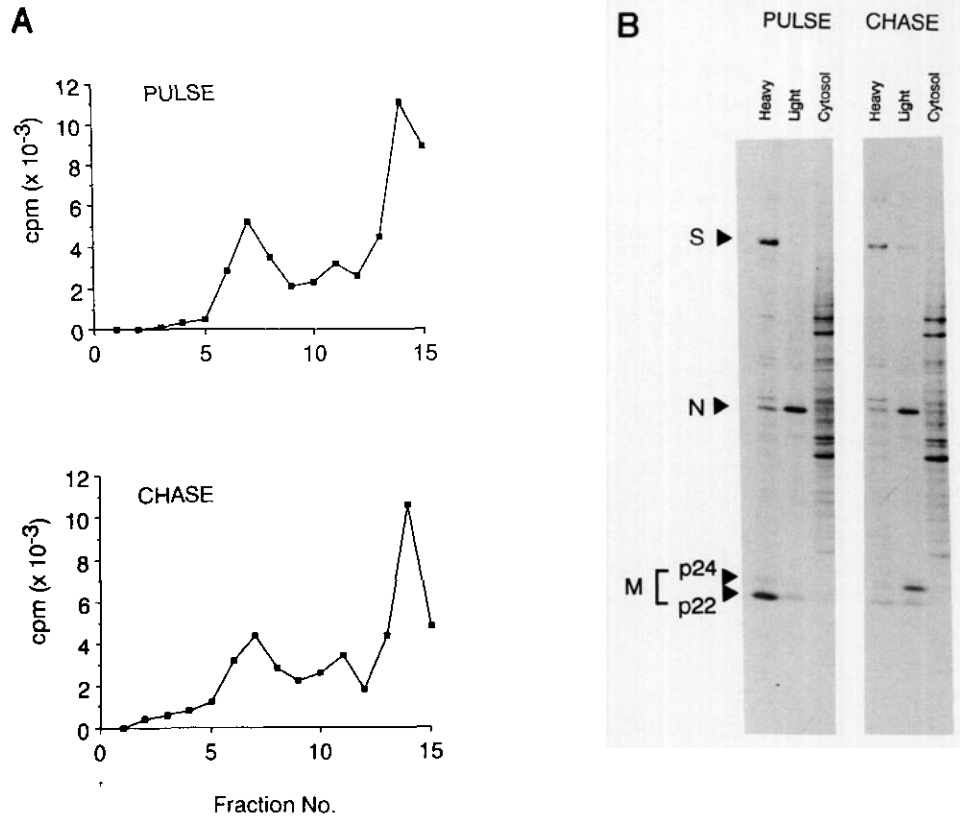 A
PULSE
cpm (x 10-3)
12
10
8
6
4
2
0
0
5
10
15
CHASE
cpm (x 10-3)
12
10
8
6
4
2
0
0
5
10
15
Fraction No.
B
PULSE
CHASE
Heavy
Light
Cytosol
Heavy
Light
Cytosol
S
N
M
p24
p22